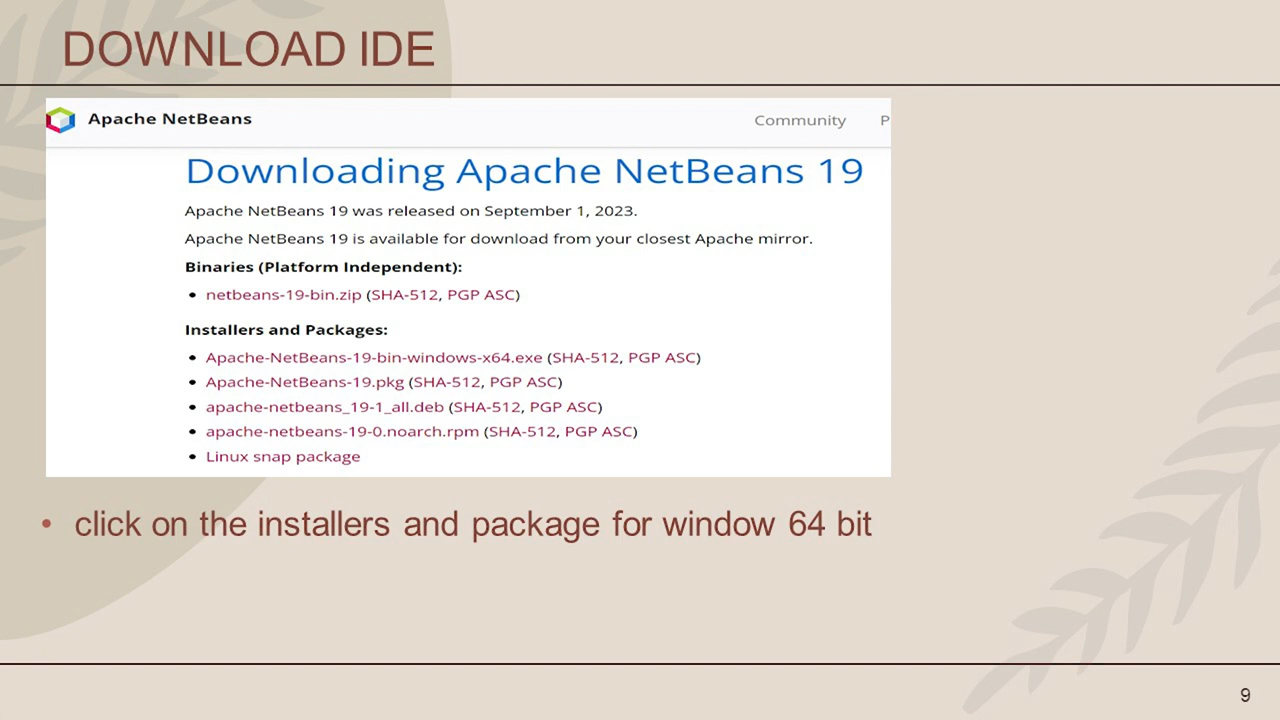 DOWNLOAD IDE
Apache NetBeans
Community P
Downloading Apache NetBeans 19
Apache NetBeans 19 was released on September 1, 2023.
Apache NetBeans 19 is available for download from your closest Apache mirror.
Binaries (Platform Independent):
• netbeans-19-bin.zip (SHA-512, PGP ASC)
Installers and Packages:
• Apache-NetBeans-19-bin-windows-x64.exe (SHA-512, PGP ASC)
• Apache-NetBeans-19.pkg (SHA-512, PGP ASC)
• apache-netbeans_19-1_all.deb (SHA-512, PGP ASC)
• apache-netbeans-19-0.noarch.rpm (SHA-512, PGP ASC)
• Linux snap package
• click on the installers and package for window 64 bit
9